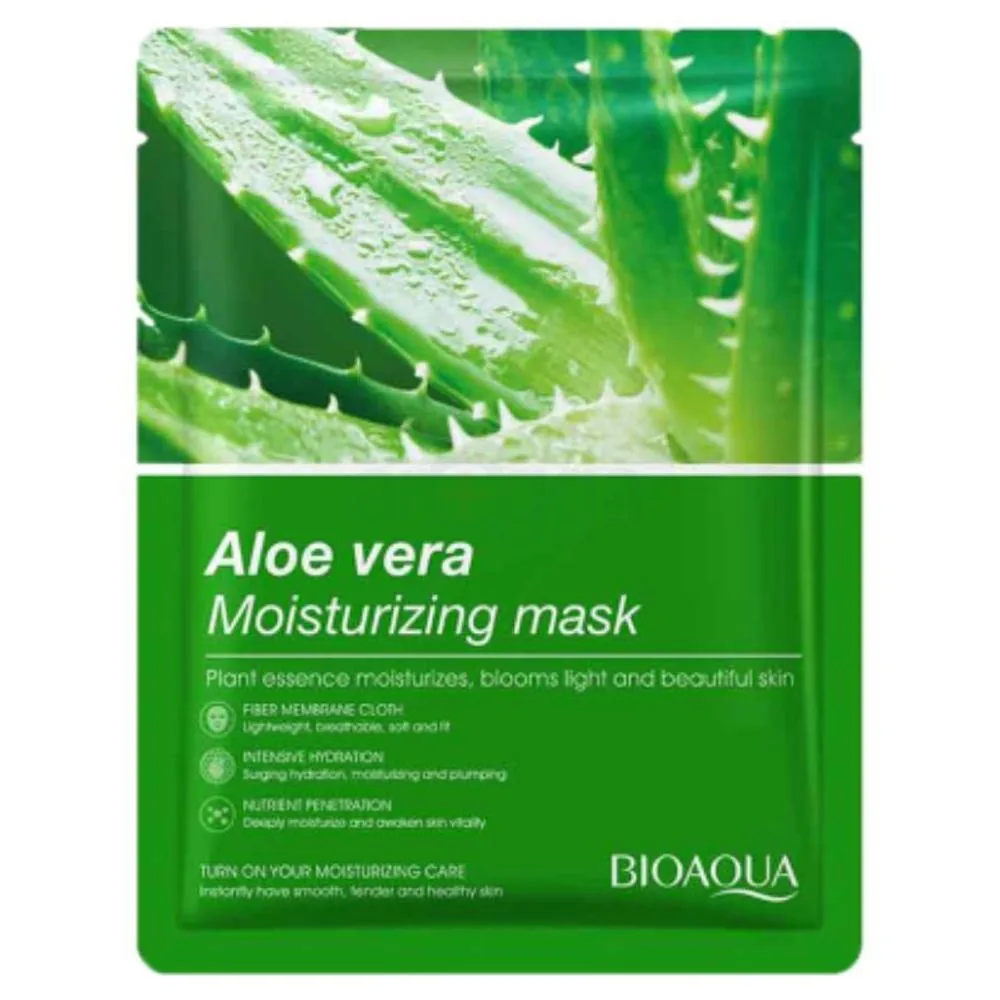 Aloe vera
Moisturizing mask
Plant essence moisturizes, blooms light and beautiful skin
FIBER MEMBRANE CLOTH
Lightweight, breathable, soft and fit
INTENSIVE HYDRATION
Surging hydration, moisturizing and plumping
NUTRIENT PENETRATION
Deeply moisturize and awaken skin vitality
TURN ON YOUR MOISTURIZING CARE
Instantly have smooth, tender and healthy skin
BIOAQUA